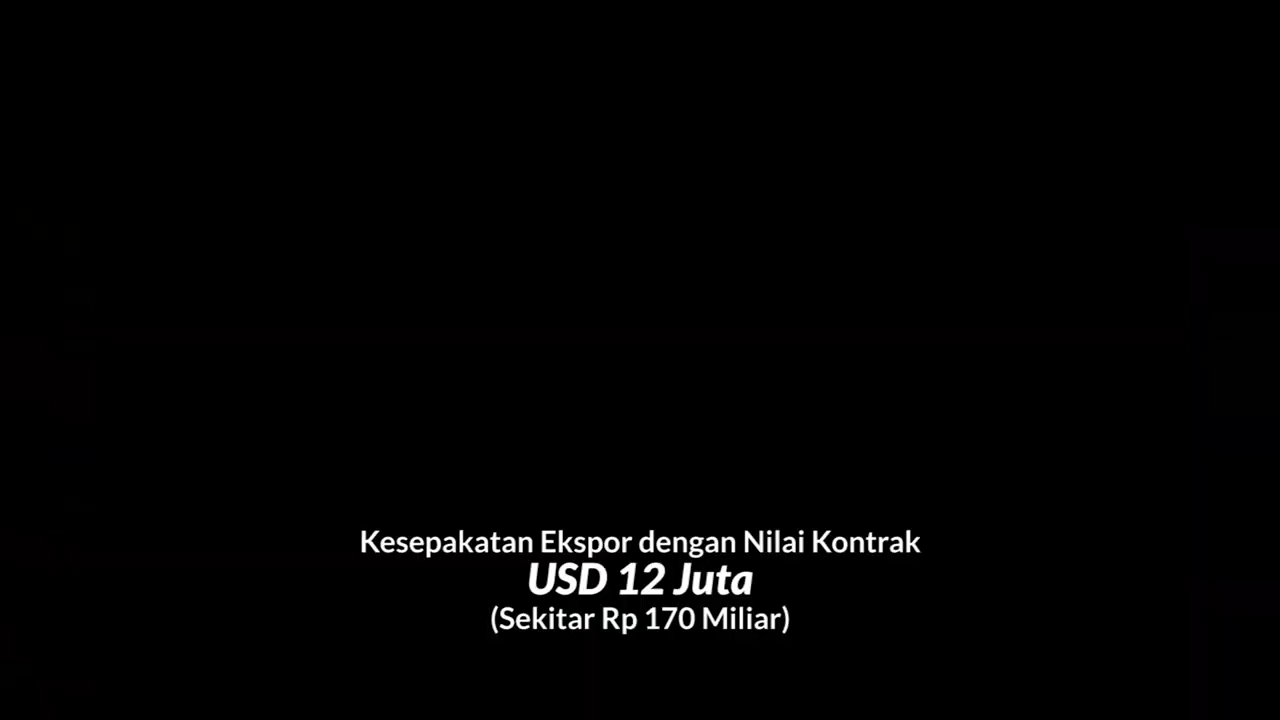 Kesepakatan Ekspor dengan Nilai Kontrak
USD 12 Juta
(Sekitar Rp 170 Miliar)